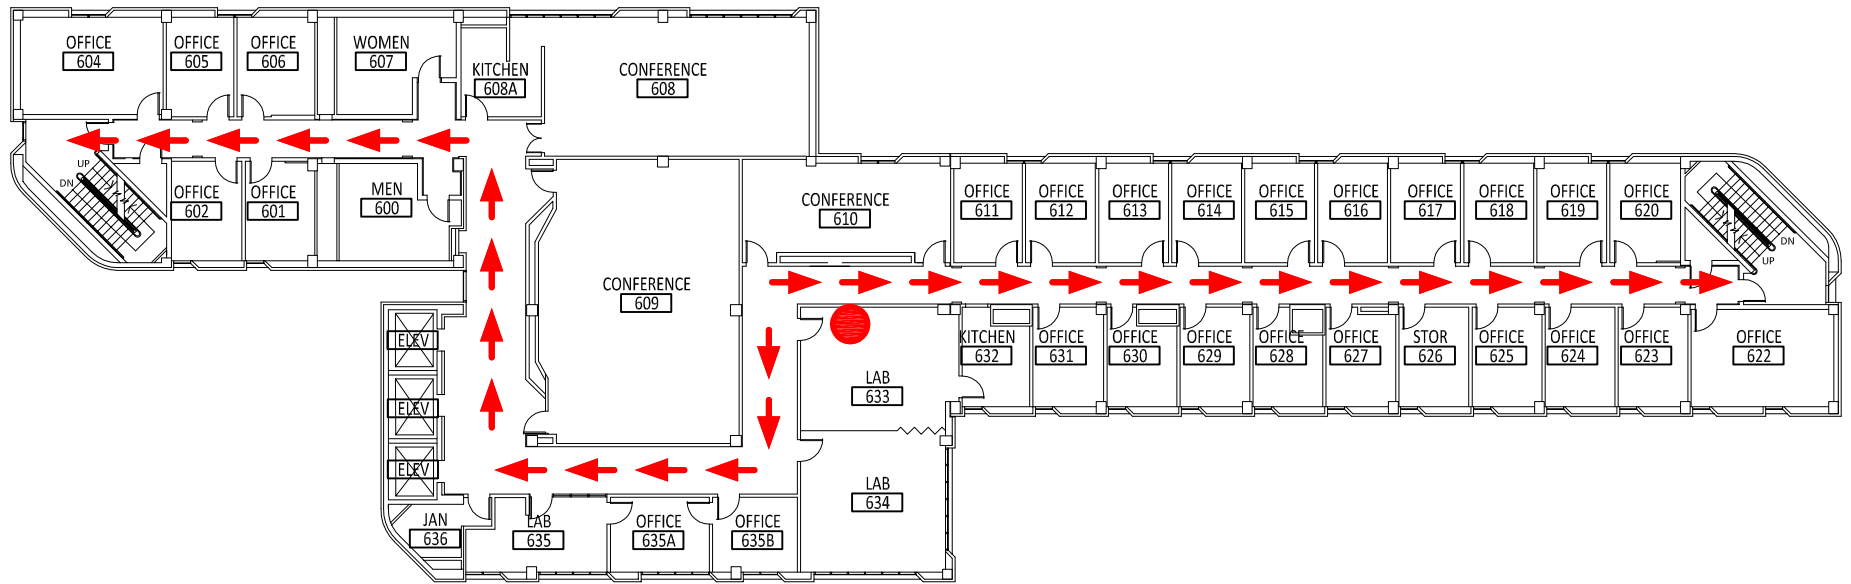 OFFICE
604
OFFICE
605
OFFICE
606
WOMEN
607
KITCHEN
608A
CONFERENCE
608
UP
DN
OFFICE
602
OFFICE
601
MEN
600
CONFERENCE
610
OFFICE
611
OFFICE
612
OFFICE
613
OFFICE
614
OFFICE
615
OFFICE
616
OFFICE
617
OFFICE
618
OFFICE
619
OFFICE
620
DN
UP
CONFERENCE
609
ELEV
ELEV
ELEV
LAB
633
KITCHEN
632
OFFICE
631
OFFICE
630
OFFICE
629
OFFICE
628
OFFICE
627
STOR
626
OFFICE
625
OFFICE
624
OFFICE
623
OFFICE
622
LAB
634
JAN
636
LAB
635
OFFICE
635A
OFFICE
635B